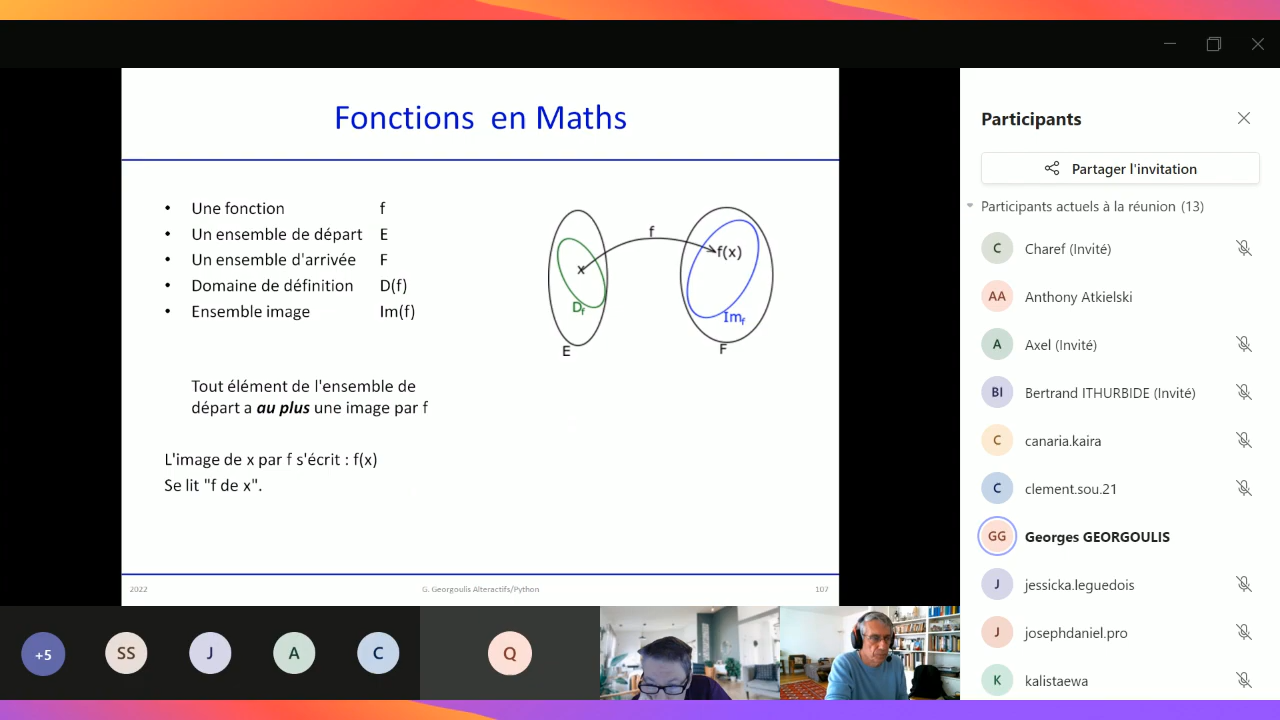 Fonctions en Maths
• Une fonction f
• Un ensemble de départ E
• Un ensemble d'arrivée F
• Domaine de définition D(f)
• Ensemble image Im(f)
Tout élément de l'ensemble de
départ a au plus une image par f
L'image de x par f s'écrit : f(x)
Se lit "f de x".
f
x
f(x)
Df
Imf
E
F
2022
G. Georgoulis Alteractifs/Python
107
+5
SS
J
A
C
Q
Participants
Partager l'invitation
Participants actuels à la réunion (13)
C Charef (Invité)
AA Anthony Atkielski
A Axel (Invité)
BI Bertrand ITHURBIDE (Invité)
C canaria.kaira
C clement.sou.21
GG Georges GEORGOULIS
J jessicka.leguedois
J josephdaniel.pro
K kalistaewa